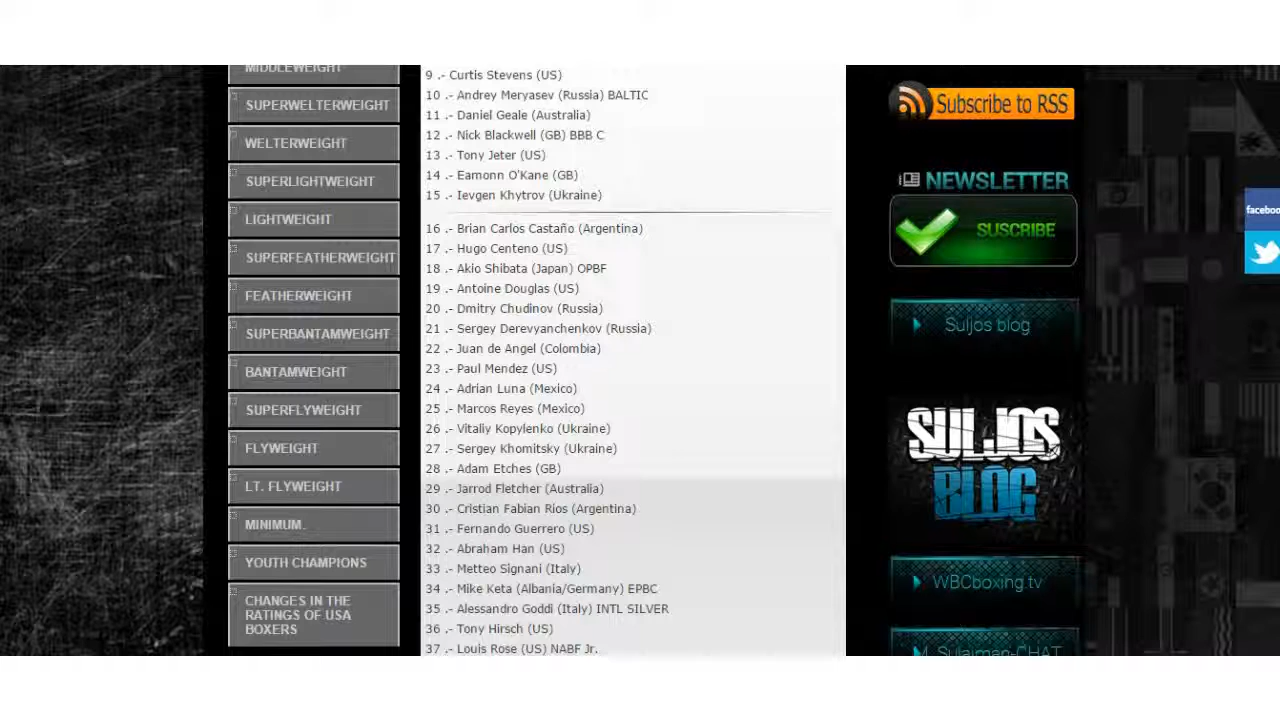 MIDDLEWEIGHT
SUPERWELTERWEIGHT
WELTERWEIGHT
SUPERLIGHTWEIGHT
LIGHTWEIGHT
SUPERFEATHERWEIGHT
FEATHERWEIGHT
SUPERBANTAMWEIGHT
BANTAMWEIGHT
SUPERFLYWEIGHT
FLYWEIGHT
LT. FLYWEIGHT
MINIMUM.
YOUTH CHAMPIONS
CHANGES IN THE
RATINGS OF USA
BOXERS
9 .- Curtis Stevens (US)
10 .- Andrey Meryasev (Russia) BALTIC
11 .- Daniel Geale (Australia)
12 .- Nick Blackwell (GB) BBB C
13 .- Tony Jeter (US)
14 .- Eamonn O'Kane (GB)
15 .- Ievgen Khytrov (Ukraine)
16 .- Brian Carlos Castaño (Argentina)
17 .- Hugo Centeno (US)
18 .- Akio Shibata (Japan) OPBF
19 .- Antoine Douglas (US)
20 .- Dmitry Chudinov (Russia)
21 .- Sergey Derevyanchenkov (Russia)
22 .- Juan de Angel (Colombia)
23 .- Paul Mendez (US)
24 .- Adrian Luna (Mexico)
25 .- Marcos Reyes (Mexico)
26 .- Vitaliy Kopylenko (Ukraine)
27 .- Sergey Khomitsky (Ukraine)
28 .- Adam Etches (GB)
29 .- Jarrod Fletcher (Australia)
30 .- Cristian Fabian Rios (Argentina)
31 .- Fernando Guerrero (US)
32 .- Abraham Han (US)
33 .- Metteo Signani (Italy)
34 .- Mike Keta (Albania/Germany) EPBC
35 .- Alessandro Goddi (Italy) INTL SILVER
36 .- Tony Hirsch (US)
37 .- Louis Rose (US) NABF Jr.
Subscribe to RSS
NEWSLETTER
SUSCRIBE
Suljos blog
SULJOS
BLOG
WBCboxing.tv
M. Sulaiman-CHAT
faceboo